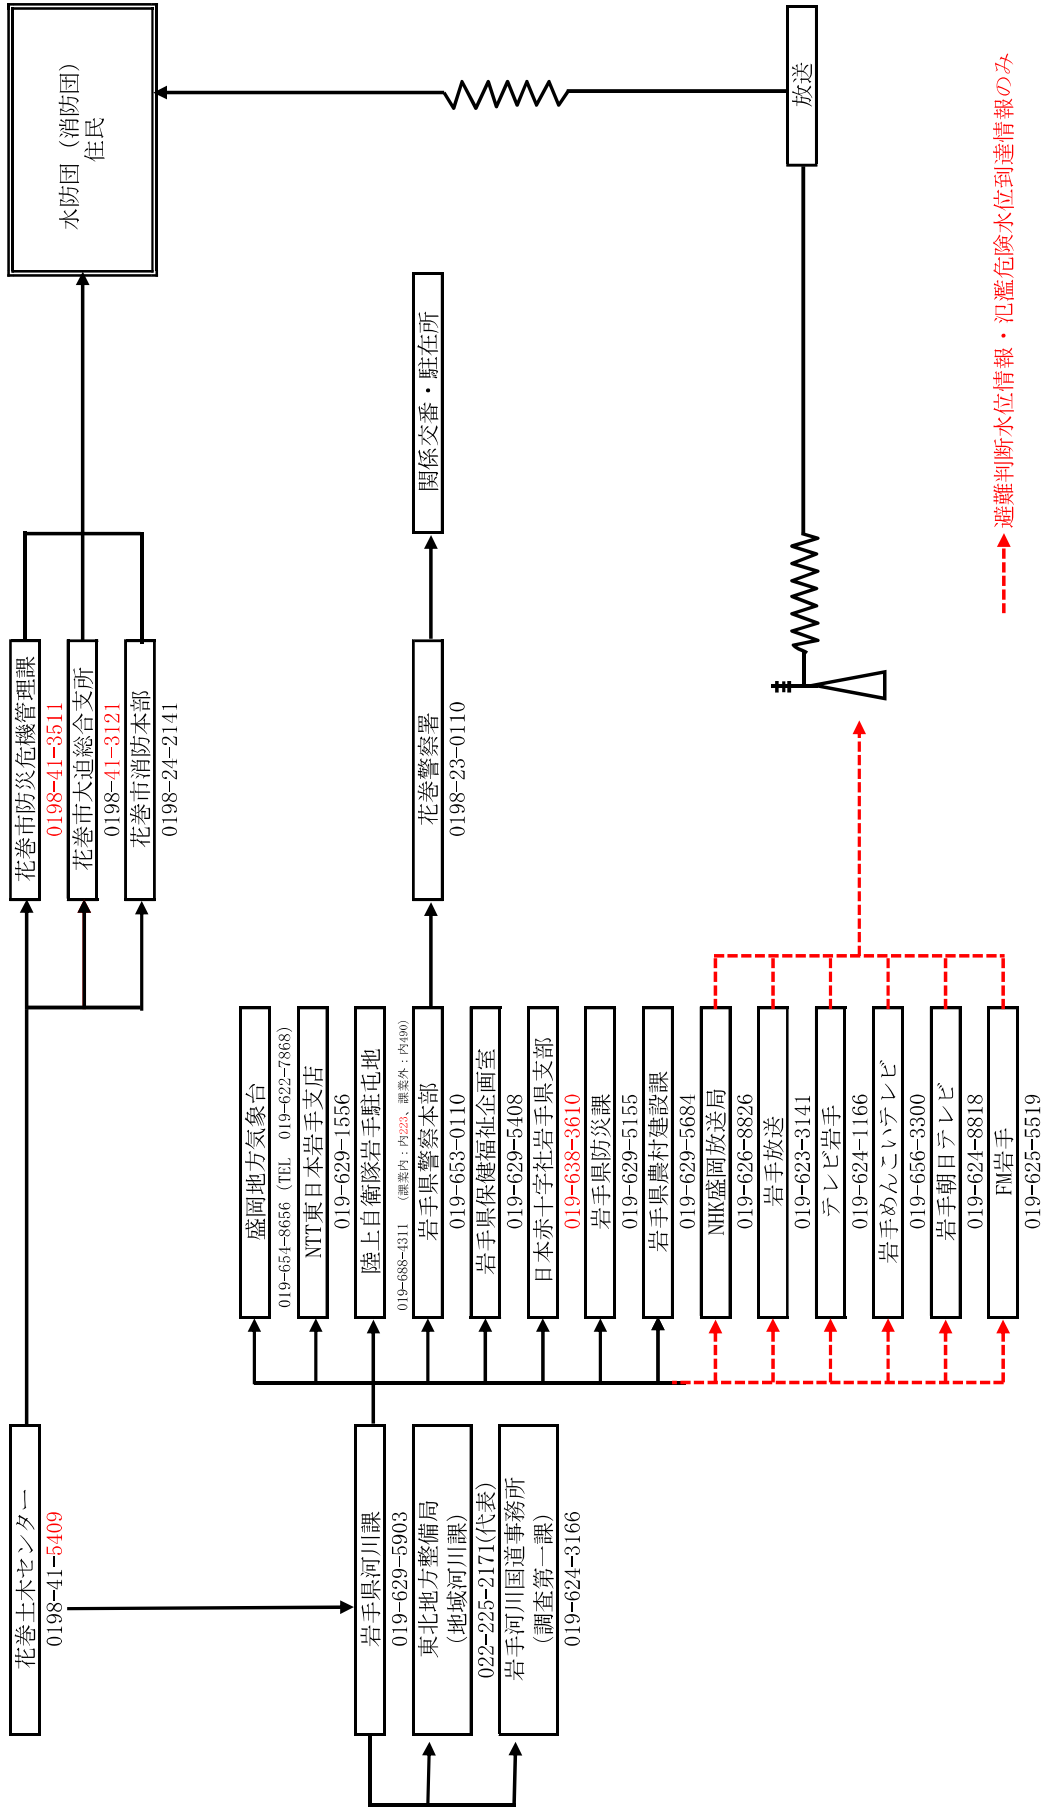 花巻土木センター
0198-41-5409
岩手県河川課
019-629-5903
東北地方整備局
(地域河川課)
022-225-2171(代表)
岩手河川国道事務所
(調査第一課)
019-624-3166
花巻市防災危機管理課
0198-41-3511
花巻市大迫総合支所
0198-41-3121
花巻市消防本部
0198-24-2141
水防団（消防団）
住民
盛岡地方気象台
019-654-8656（TEL 019-622-7868）
NTT東日本岩手支店
019-629-1556
陸上自衛隊岩手駐屯地
019-688-4311 （課業内：内223、課業外：内490）
岩手県警察本部
019-653-0110
岩手県保健福祉企画室
019-629-5408
日本赤十字社岩手県支部
019-638-3610
岩手県防災課
019-629-5155
岩手県農村建設課
019-629-5684
NHK盛岡放送局
019-626-8826
岩手放送
019-623-3141
テレビ岩手
019-624-1166
岩手めんこいテレビ
019-656-3300
岩手朝日テレビ
019-624-8818
FM岩手
019-625-5519
花巻警察署
0198-23-0110
関係交番・駐在所
放送
避難判断水位情報・氾濫危険水位到達情報のみ